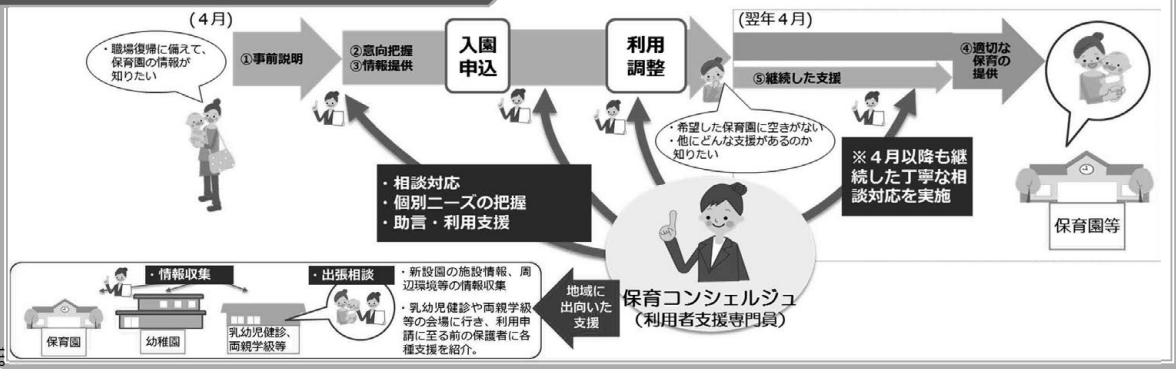 (４月)
・職場復帰に備えて、
保育園の情報が
知りたい
①事前説明
②意向把握
③情報提供
入園
申込
利用
調整
(翌年４月)
⑤継続した支援
④適切な
保育の
提供
・希望した保育園に空きがない
・他にどんな支援があるのか
知りたい
※４月以降も継
続した丁寧な相
談対応を実施
・相談対応
・個別ニーズの把握
・助言・利用支援
保育園等
保育コンシェルジュ
（利用者支援専門員）
地域に
出向いた
支援
・情報収集
・出張相談
保育園
幼稚園
乳幼児健診、
両親学級等
・新設園の施設情報、周
辺環境等の情報収集
・乳幼児健診や両親学級
等の会場に行き、利用申
請に至る前の保護者に各
種支援を紹介。